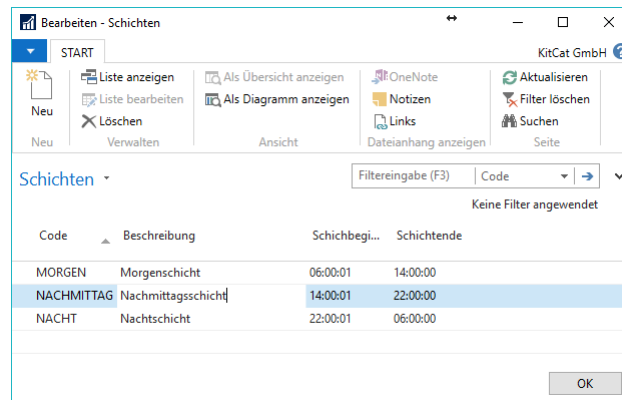 Bearbeiten - Schichten
START
KitCat GmbH
Neu
Liste anzeigen
Liste bearbeiten
Löschen
Als Übersicht anzeigen
Als Diagramm anzeigen
OneNote
Notizen
Links
Aktualisieren
Filter löschen
Suchen
Neu Verwalten Ansicht Dateianhang anzeigen Seite
Schichten
Filtereingabe (F3) Code
Keine Filter angewendet
Code Beschreibung Schichbegi... Schichtende
MORGEN Morgenschicht 06:00:01 14:00:00
NACHMITTAG Nachmittagsschicht 14:00:01 22:00:00
NACHT Nachtschicht 22:00:01 06:00:00
OK